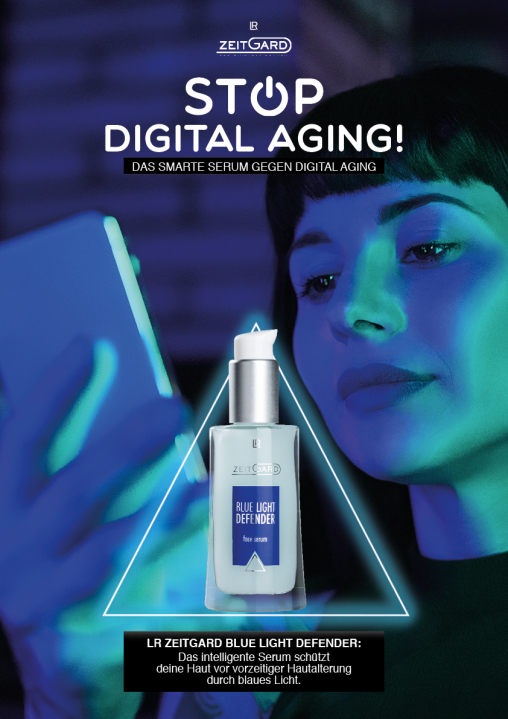 LR
ZEITGARD
STOP
DIGITAL AGING!
DAS SMARTE SERUM GEGEN DIGITAL AGING
LR
ZEITGARD
BLUE LIGHT
DEFENDER
face serum
LR ZEITGARD BLUE LIGHT DEFENDER:
Das intelligente Serum schützt
deine Haut vor vorzeitiger Hautalterung
durch blaues Licht.